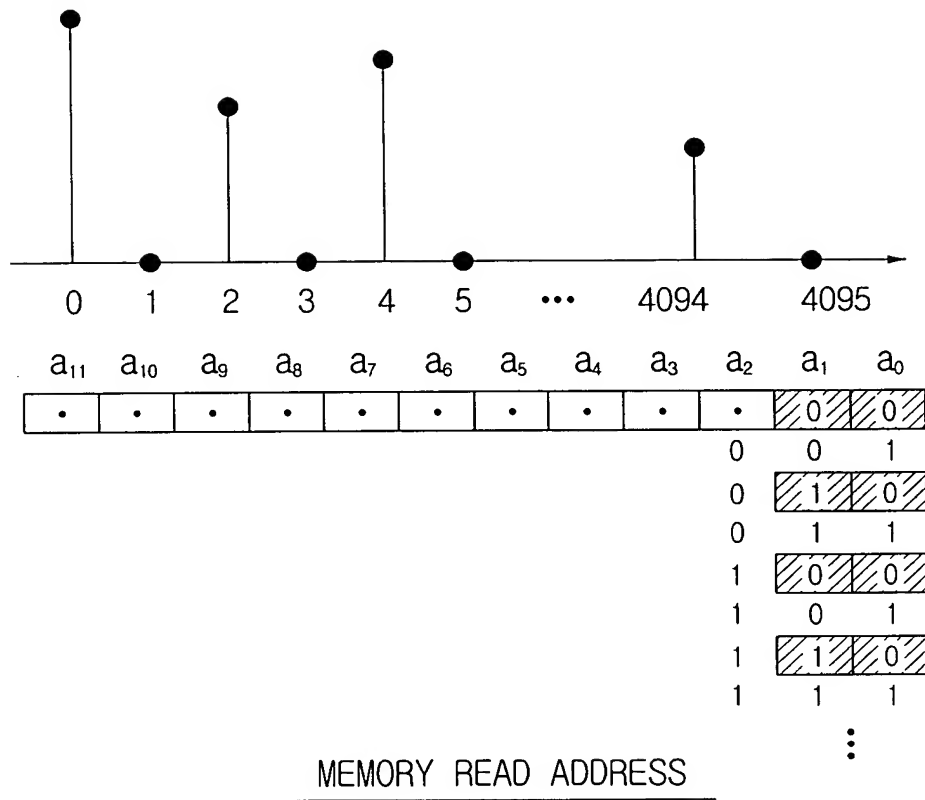 0 1 2 3 4 5 ••• 4094 4095
a₁₁ a₁₀ a₉ a₈ a₇ a₆ a₅ a₄ a₃ a₂ a₁ a₀
• • • • • • • • • • 0 0
0 0 1
0 1 0
0 1 1
1 0 0
1 0 1
1 1 0
1 1 1
⋮
MEMORY READ ADDRESS